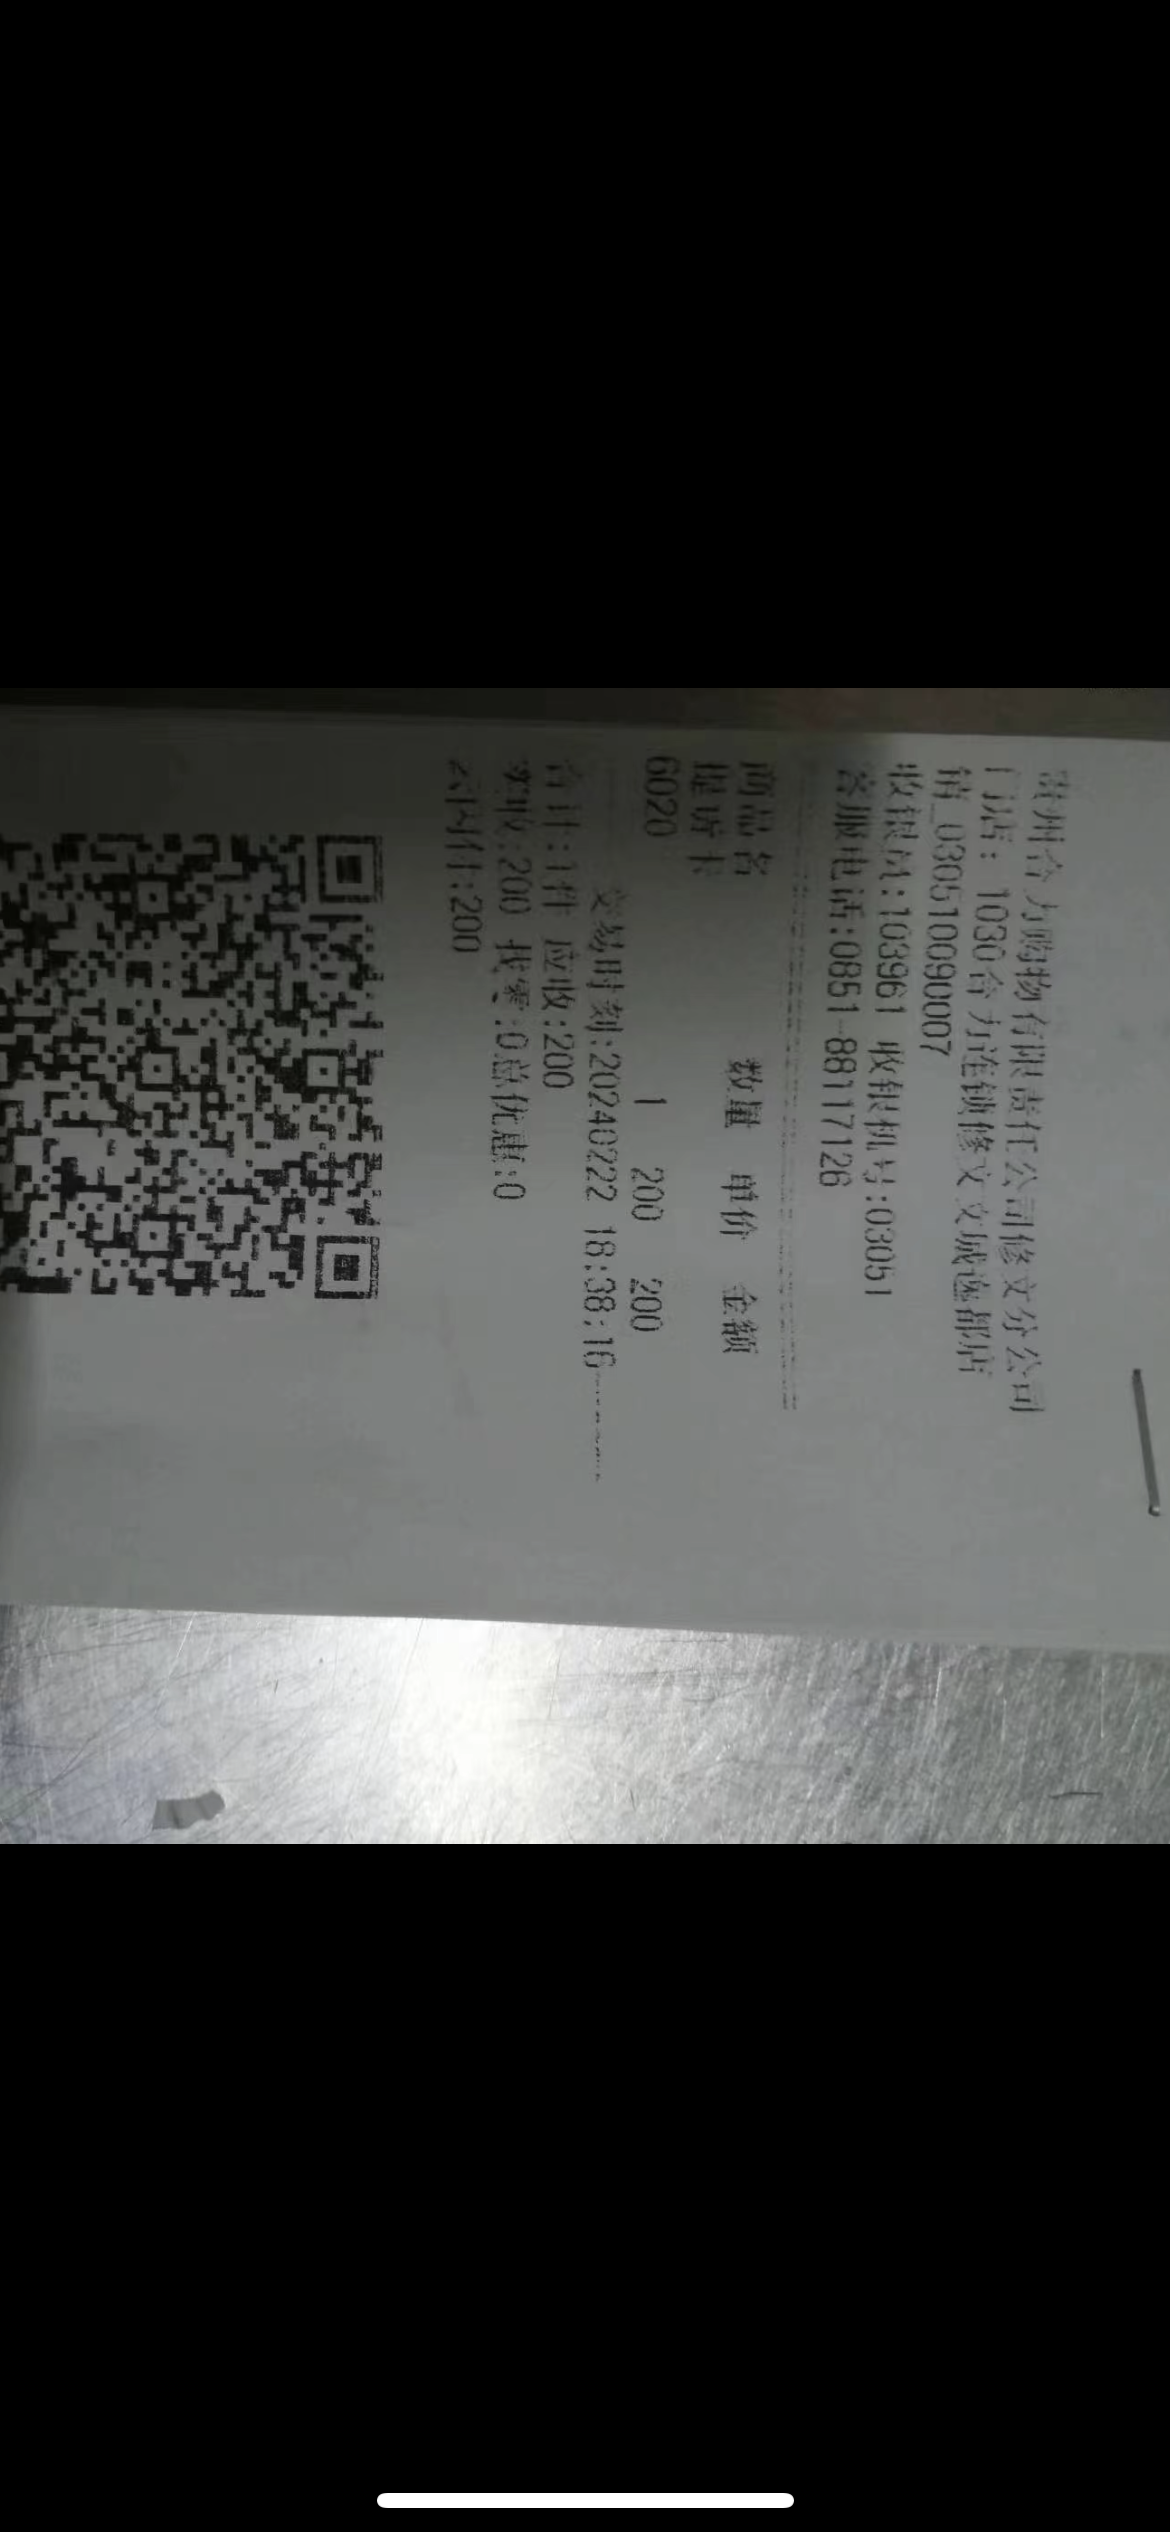 贵州合力购物有限责任公司修文分公司
门店: 1030合力连锁修文文城逸都店
销_030510090007
收银员:103961 收银机号:03051
客服电话:0851-88117126
商品名 数量 单价 金额
提货卡
6020 1 200 200
交易时刻:20240222 18:38:16
合计:1件 应收:200
实收:200 找零:0总优惠:0
:200